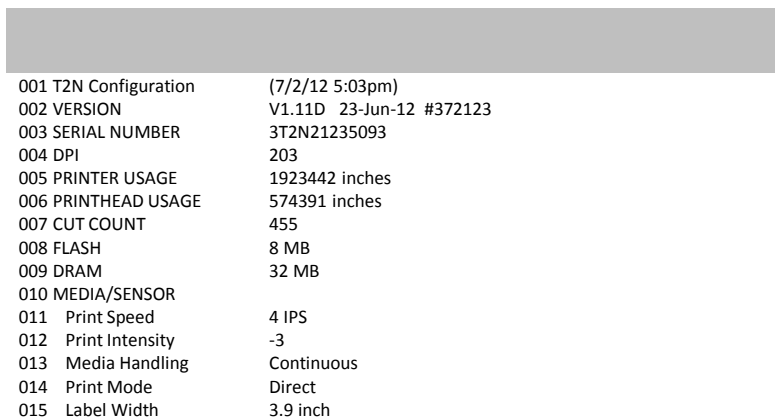 001 T2N Configuration (7/2/12 5:03pm)
002 VERSION V1.11D 23-Jun-12 #372123
003 SERIAL NUMBER 3T2N21235093
004 DPI 203
005 PRINTER USAGE 1923442 inches
006 PRINTHEAD USAGE 574391 inches
007 CUT COUNT 455
008 FLASH 8 MB
009 DRAM 32 MB
010 MEDIA/SENSOR
011 Print Speed 4 IPS
012 Print Intensity -3
013 Media Handling Continuous
014 Print Mode Direct
015 Label Width 3.9 inch